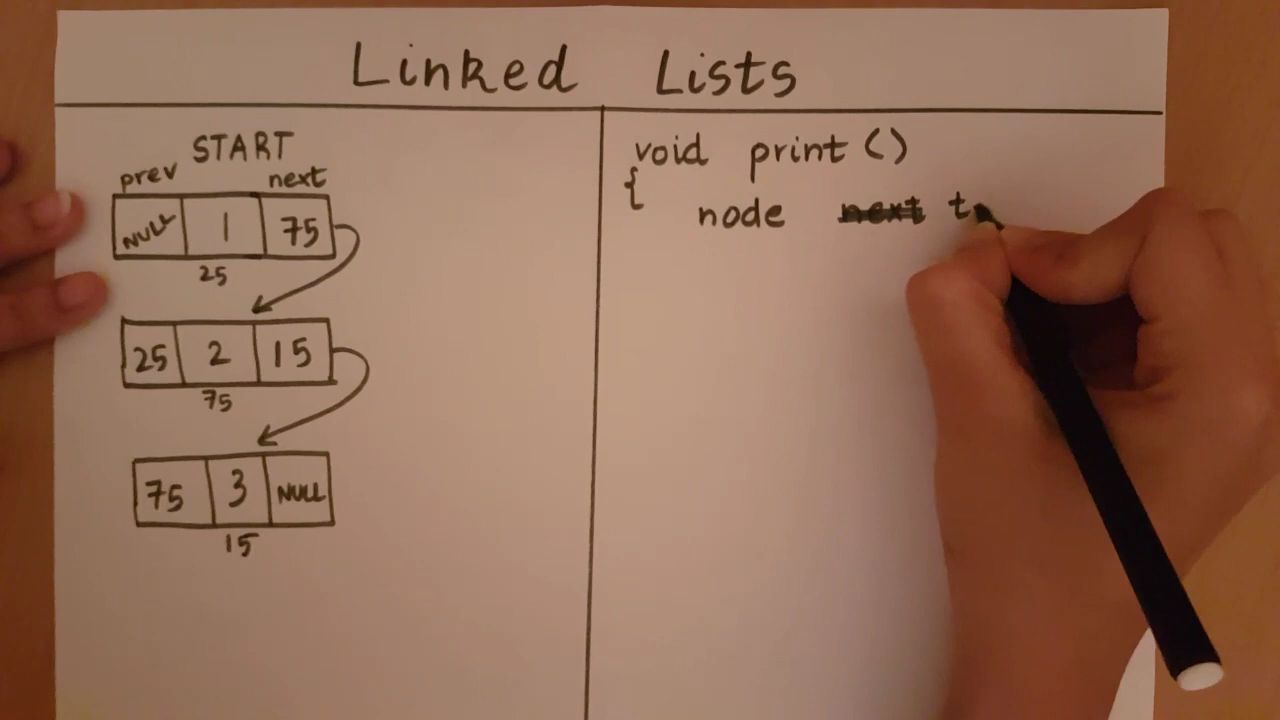 Linked Lists
START
prev next
NULL 1 75
25
25 2 15
75
75 3 NULL
15
void print ()
{
node next t